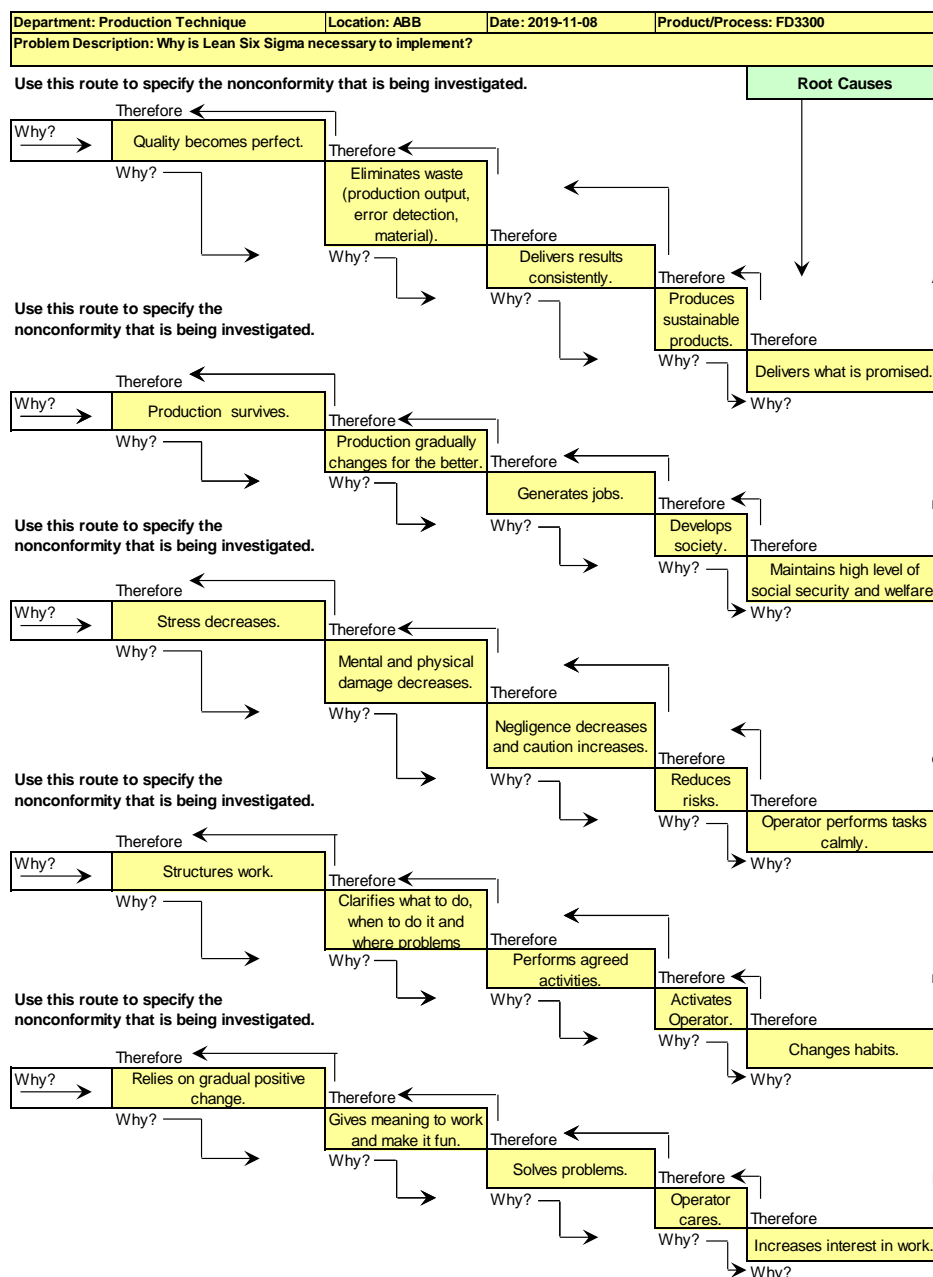 Department: Production Technique Location: ABB Date: 2019-11-08 Product/Process: FD3300
Problem Description: Why is Lean Six Sigma necessary to implement?
Use this route to specify the nonconformity that is being investigated.
Root Causes
Therefore
Why?
Quality becomes perfect.
Therefore
Why?
Eliminates waste
(production output,
error detection,
material).
Therefore
Why?
Delivers results
consistently.
Therefore
Why?
Produces
sustainable
products.
Therefore
Why?
Delivers what is promised.
Why?
Use this route to specify the
nonconformity that is being investigated.
Therefore
Why?
Production survives.
Therefore
Why?
Production gradually
changes for the better.
Therefore
Why?
Generates jobs.
Therefore
Why?
Develops
society.
Therefore
Why?
Maintains high level of
social security and welfare
Why?
Use this route to specify the
nonconformity that is being investigated.
Therefore
Why?
Stress decreases.
Therefore
Why?
Mental and physical
damage decreases.
Therefore
Why?
Negligence decreases
and caution increases.
Therefore
Why?
Reduces
risks.
Therefore
Why?
Operator performs tasks
calmly.
Why?
Use this route to specify the
nonconformity that is being investigated.
Therefore
Why?
Structures work.
Therefore
Why?
Clarifies what to do,
when to do it and
where problems
Therefore
Why?
Performs agreed
activities.
Therefore
Why?
Activates
Operator.
Therefore
Why?
Changes habits.
Why?
Use this route to specify the
nonconformity that is being investigated.
Therefore
Why?
Relies on gradual positive
change.
Therefore
Why?
Gives meaning to work
and make it fun.
Therefore
Why?
Solves problems.
Therefore
Why?
Operator
cares.
Therefore
Why?
Increases interest in work.
Why?